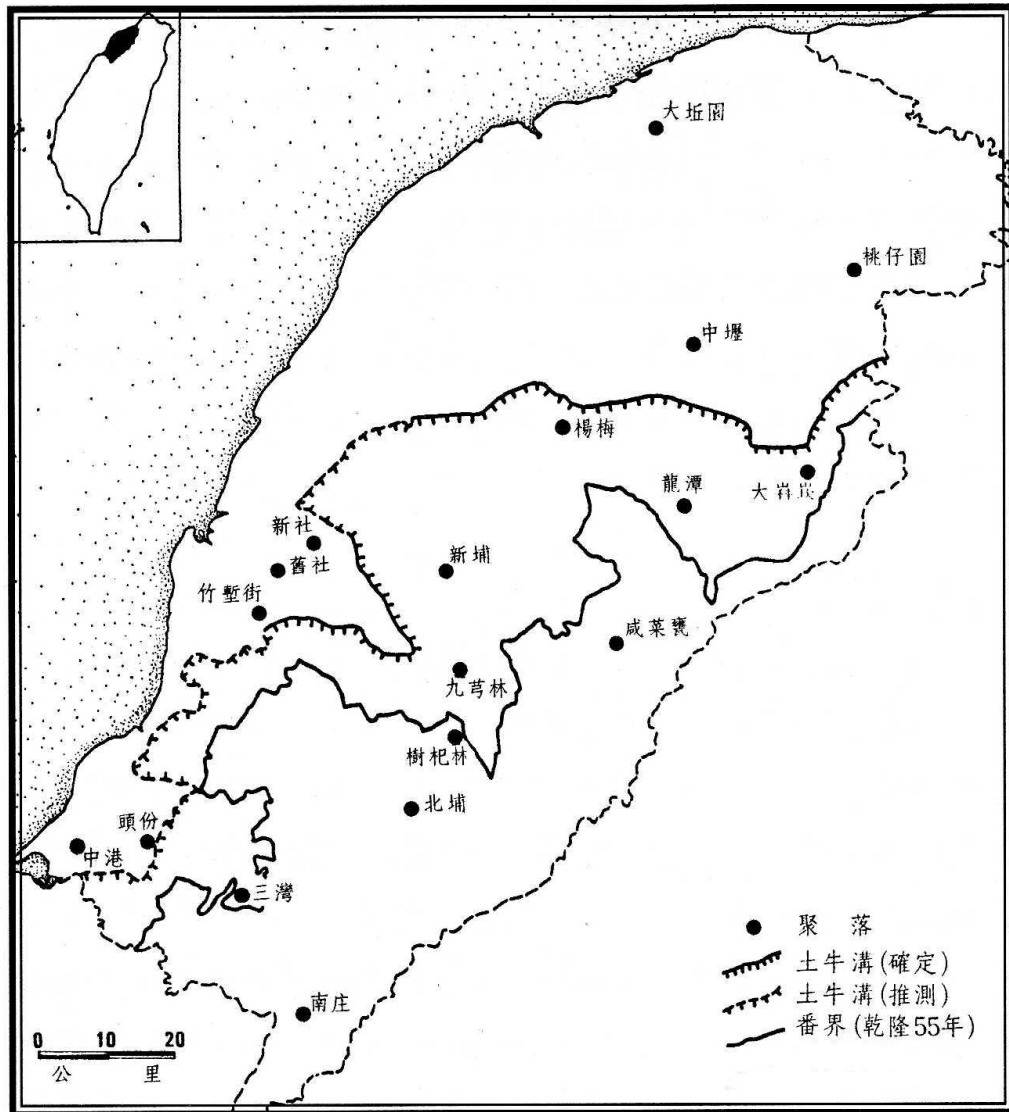 大坵園
桃仔園
中壢
楊梅
龍潭
大嵙崁
新社
舊社
新埔
竹塹街
咸菜甕
九芎林
樹杞林
北埔
頭份
中港
三灣
南庄
聚落
土牛溝(確定)
土牛溝(推測)
番界(乾隆55年)
0 10 20
公里